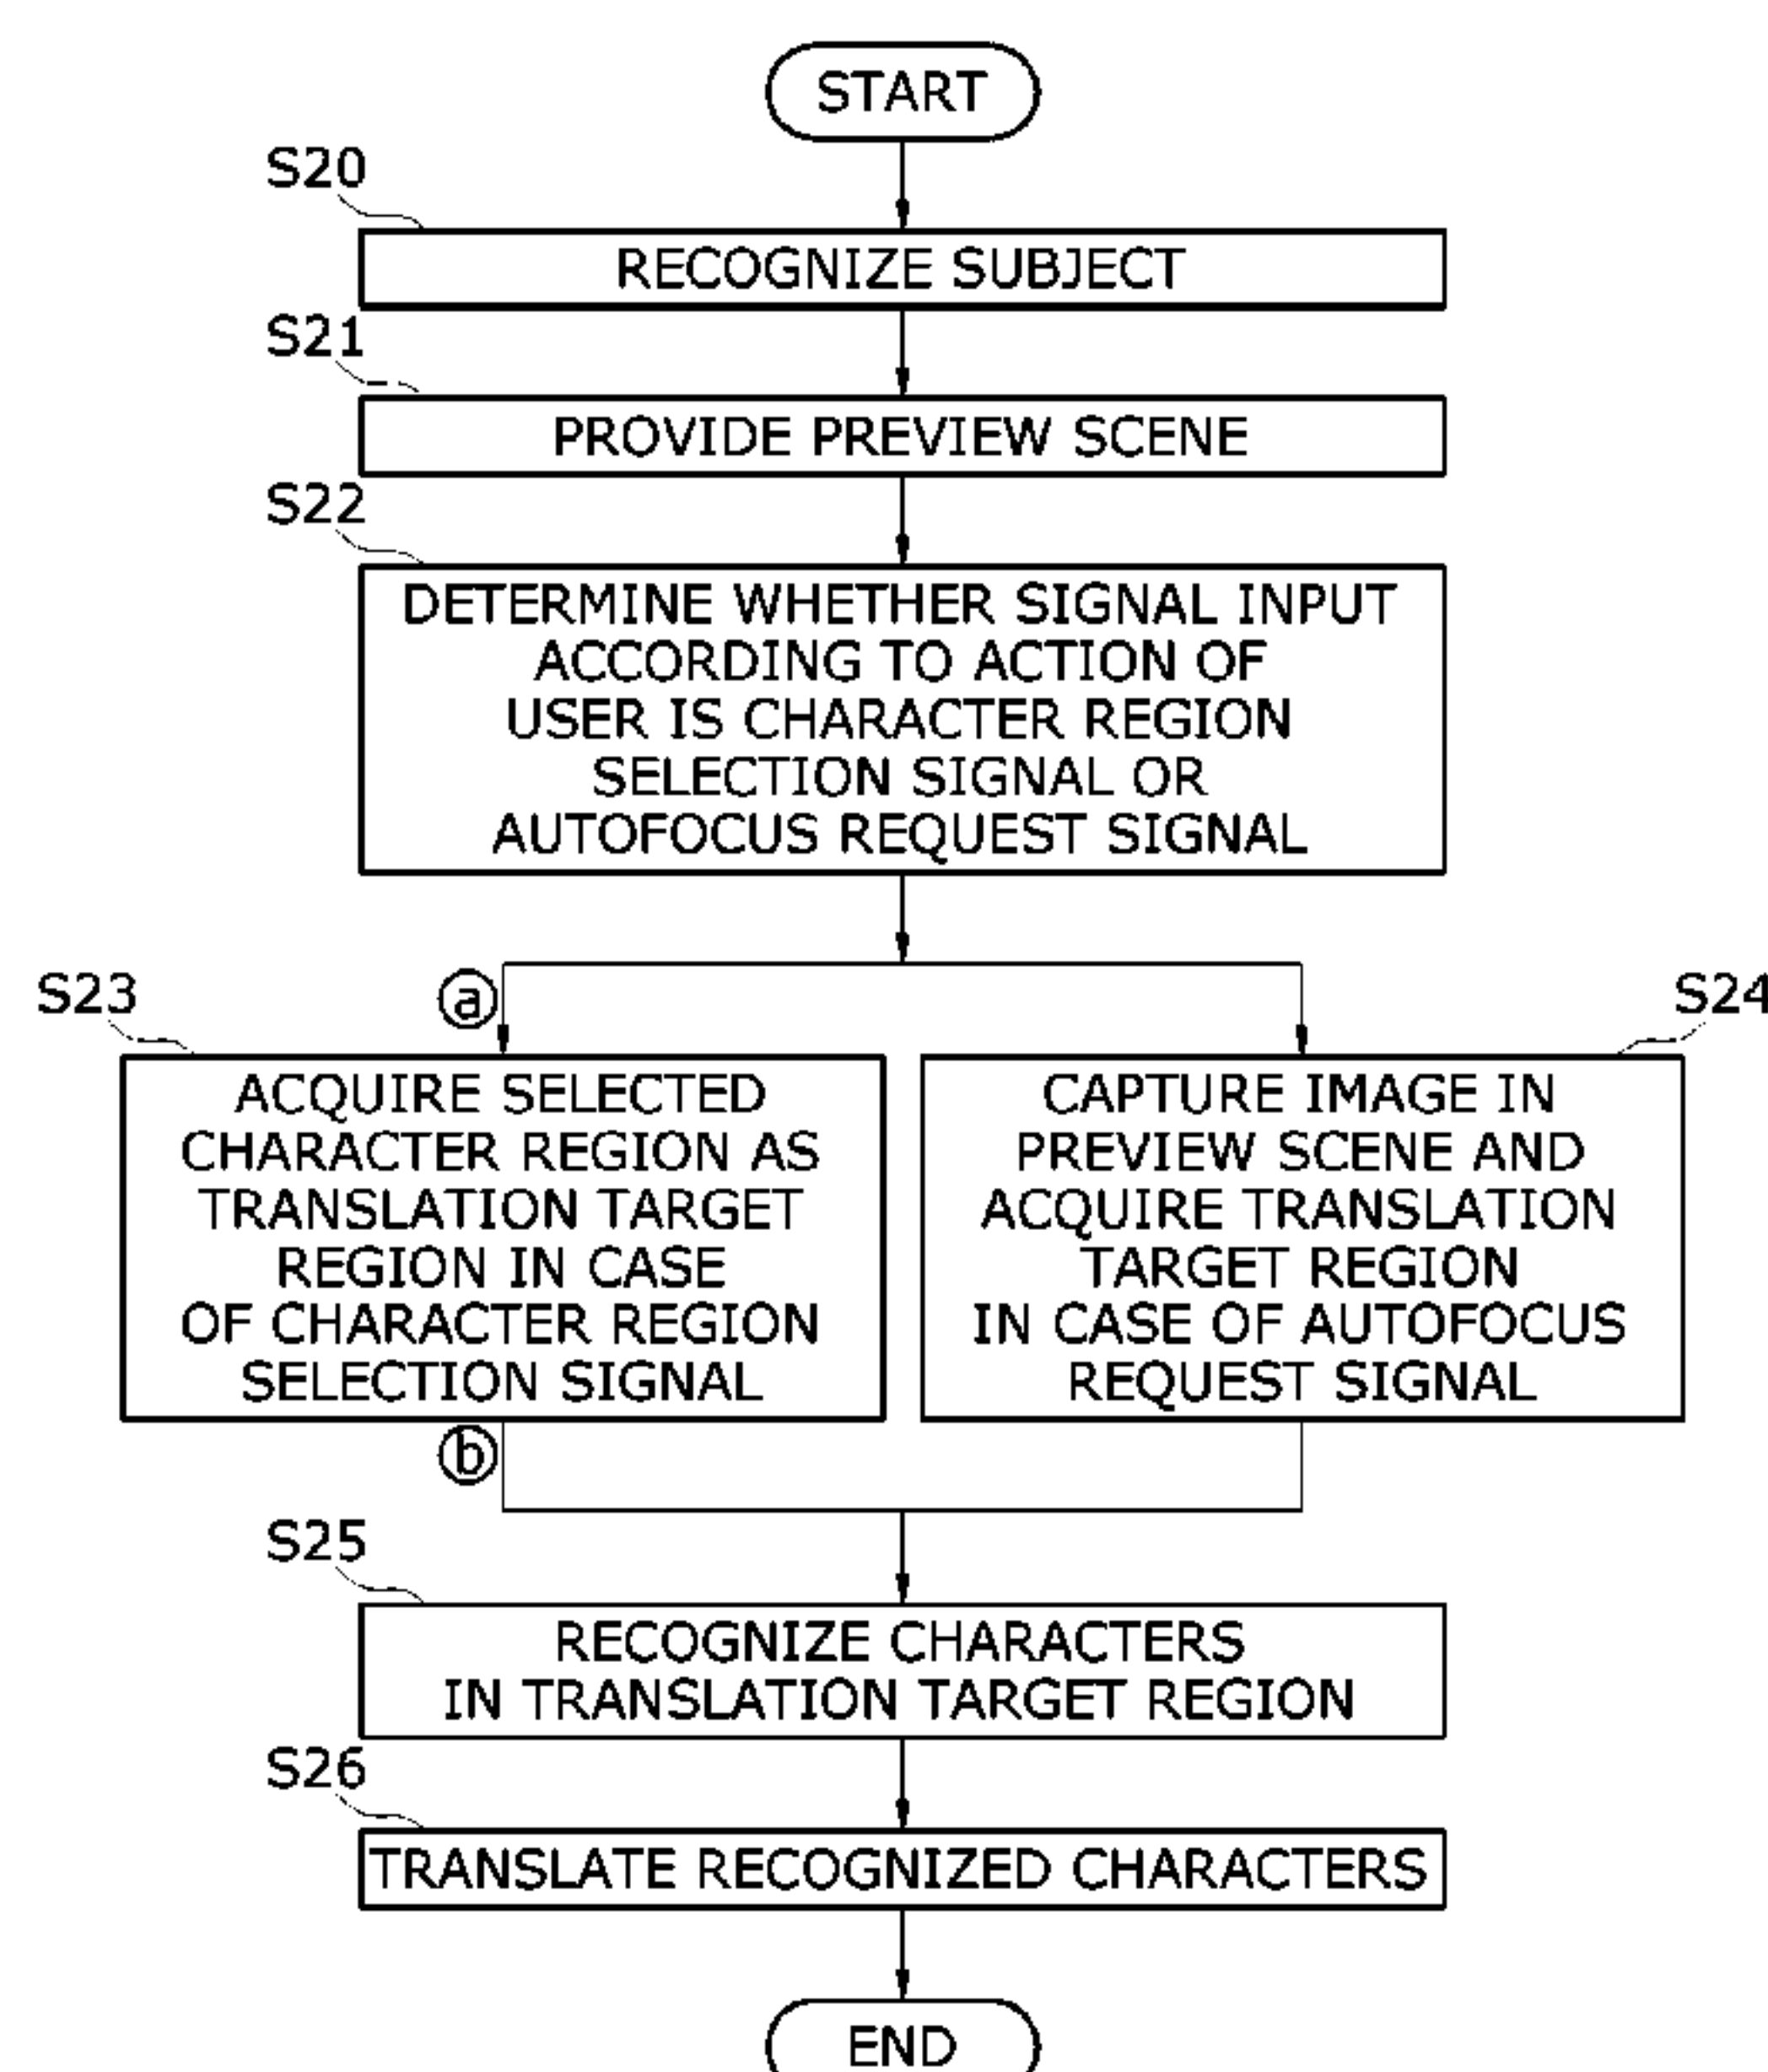 START
S20
RECOGNIZE SUBJECT
S21
PROVIDE PREVIEW SCENE
S22
DETERMINE WHETHER SIGNAL INPUT
ACCORDING TO ACTION OF
USER IS CHARACTER REGION
SELECTION SIGNAL OR
AUTOFOCUS REQUEST SIGNAL
S23
ⓐ
ACQUIRE SELECTED
CHARACTER REGION AS
TRANSLATION TARGET
REGION IN CASE
OF CHARACTER REGION
SELECTION SIGNAL
ⓑ
S24
CAPTURE IMAGE IN
PREVIEW SCENE AND
ACQUIRE TRANSLATION
TARGET REGION
IN CASE OF AUTOFOCUS
REQUEST SIGNAL
S25
RECOGNIZE CHARACTERS
IN TRANSLATION TARGET REGION
S26
TRANSLATE RECOGNIZED CHARACTERS
END